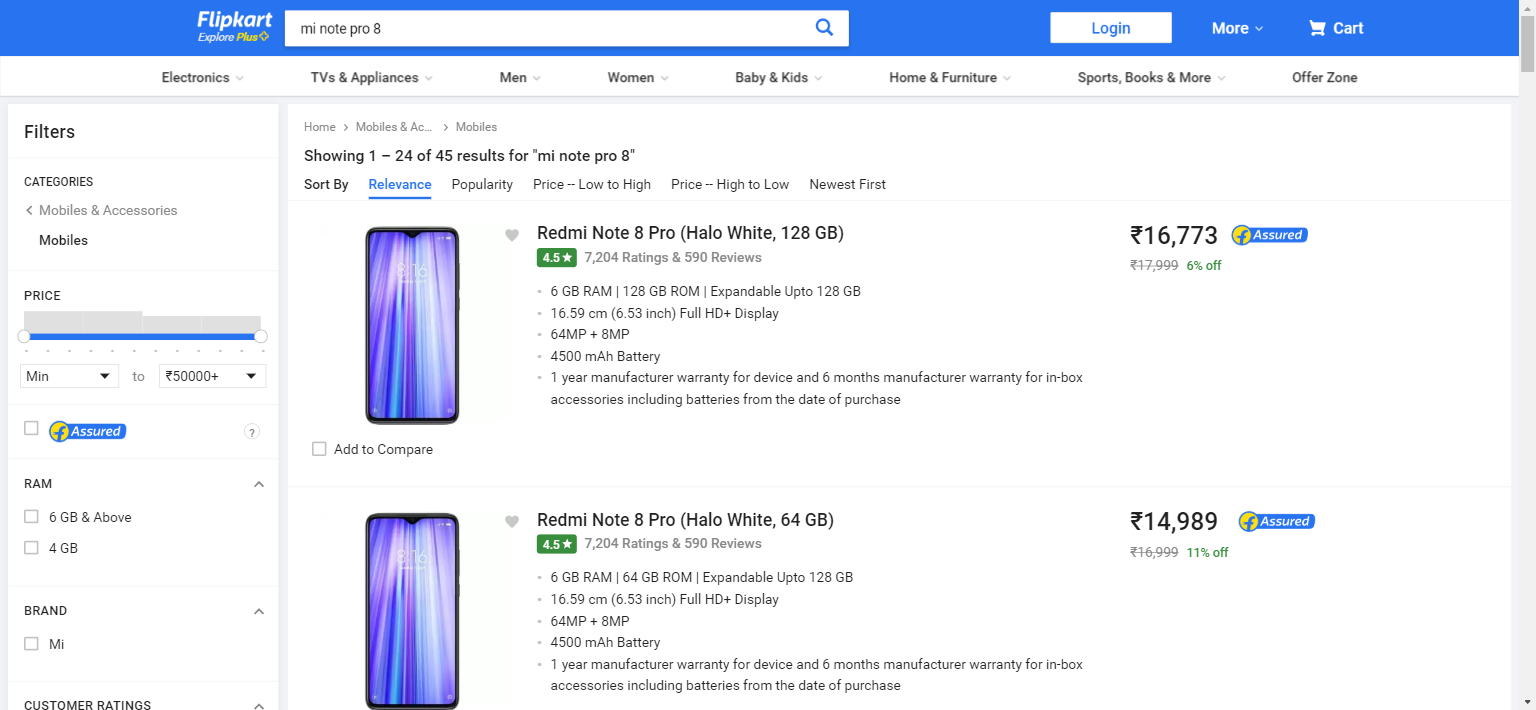 Flipkart
Explore Plus
mi note pro 8
Login
More
Cart
Electronics
TVs & Appliances
Men
Women
Baby & Kids
Home & Furniture
Sports, Books & More
Offer Zone
Filters
CATEGORIES
Mobiles & Accessories
Mobiles
PRICE
Min
to
₹50000+
Assured
?
RAM
6 GB & Above
4 GB
BRAND
Mi
CUSTOMER RATINGS
Home > Mobiles & Ac... > Mobiles
Showing 1 – 24 of 45 results for "mi note pro 8"
Sort By Relevance Popularity Price -- Low to High Price -- High to Low Newest First
8:16
Redmi Note 8 Pro (Halo White, 128 GB)
4.5★ 7,204 Ratings & 590 Reviews
6 GB RAM | 128 GB ROM | Expandable Upto 128 GB
16.59 cm (6.53 inch) Full HD+ Display
64MP + 8MP
4500 mAh Battery
1 year manufacturer warranty for device and 6 months manufacturer warranty for in-box
accessories including batteries from the date of purchase
₹16,773 Assured
₹17,999 6% off
Add to Compare
8:16
Redmi Note 8 Pro (Halo White, 64 GB)
4.5★ 7,204 Ratings & 590 Reviews
6 GB RAM | 64 GB ROM | Expandable Upto 128 GB
16.59 cm (6.53 inch) Full HD+ Display
64MP + 8MP
4500 mAh Battery
1 year manufacturer warranty for device and 6 months manufacturer warranty for in-box
accessories including batteries from the date of purchase
₹14,989 Assured
₹16,999 11% off